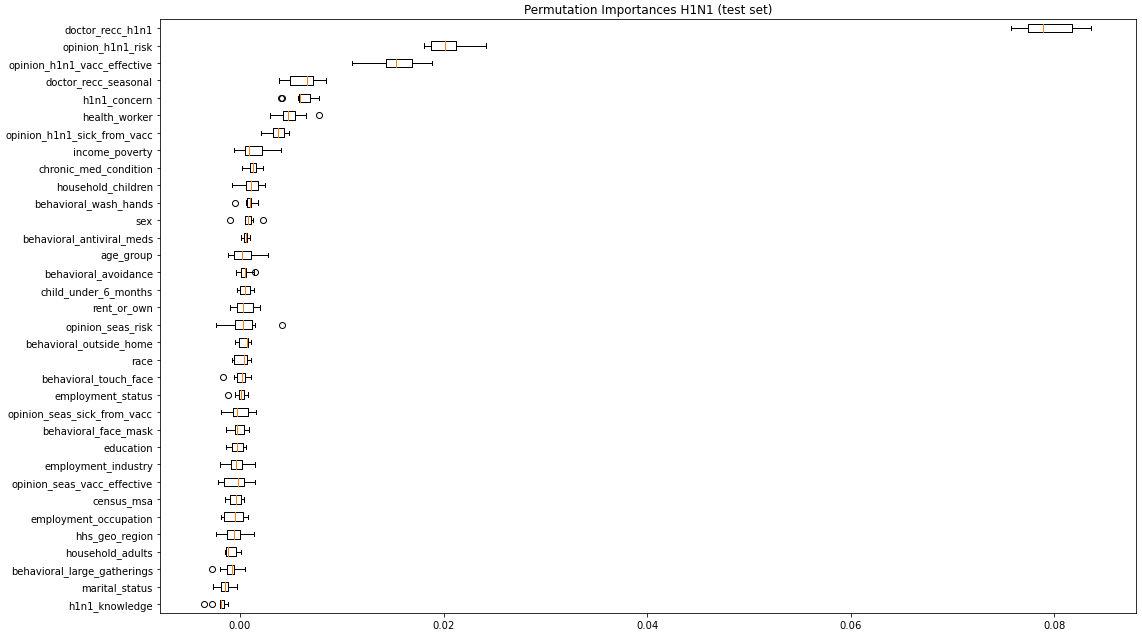 Permutation Importances H1N1 (test set)
doctor_recc_h1n1
opinion_h1n1_risk
opinion_h1n1_vacc_effective
doctor_recc_seasonal
h1n1_concern
health_worker
opinion_h1n1_sick_from_vacc
income_poverty
chronic_med_condition
household_children
behavioral_wash_hands
sex
behavioral_antiviral_meds
age_group
behavioral_avoidance
child_under_6_months
rent_or_own
opinion_seas_risk
behavioral_outside_home
race
behavioral_touch_face
employment_status
opinion_seas_sick_from_vacc
behavioral_face_mask
education
employment_industry
opinion_seas_vacc_effective
census_msa
employment_occupation
hhs_geo_region
household_adults
behavioral_large_gatherings
marital_status
h1n1_knowledge
0.00 0.02 0.04 0.06 0.08